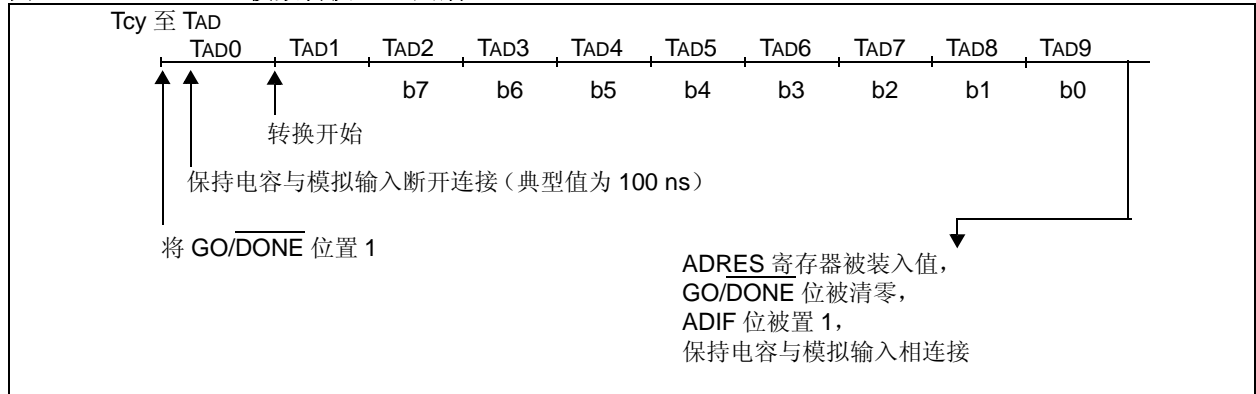 Tcy 至 TAD
TAD0 TAD1 TAD2 TAD3 TAD4 TAD5 TAD6 TAD7 TAD8 TAD9
b7 b6 b5 b4 b3 b2 b1 b0
转换开始
保持电容与模拟输入断开连接（典型值为 100 ns）
将 GO/DONE 位置 1
ADRES 寄存器被装入值，
GO/DONE 位被清零，
ADIF 位被置 1，
保持电容与模拟输入相连接